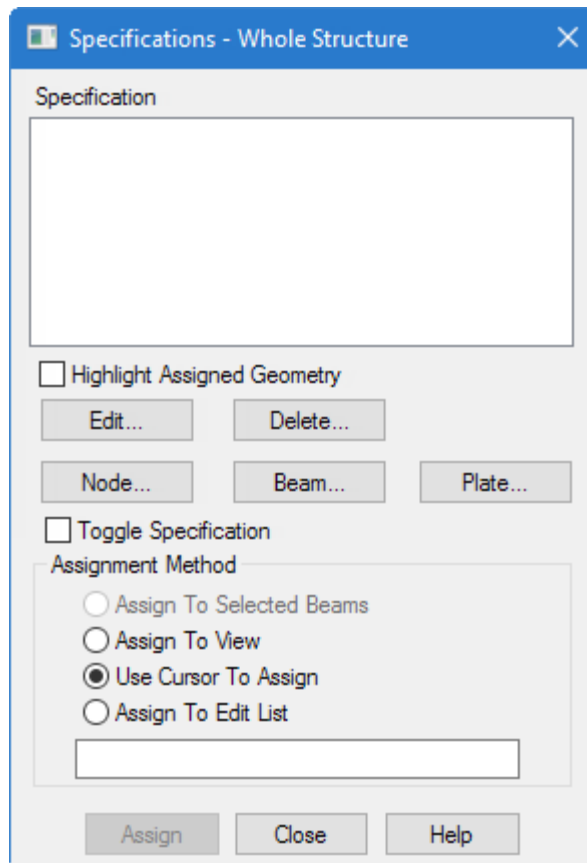 Specifications - Whole Structure
Specification
Highlight Assigned Geometry
Edit... Delete...
Node... Beam... Plate...
Toggle Specification
Assignment Method
Assign To Selected Beams
Assign To View
Use Cursor To Assign
Assign To Edit List
Assign Close Help